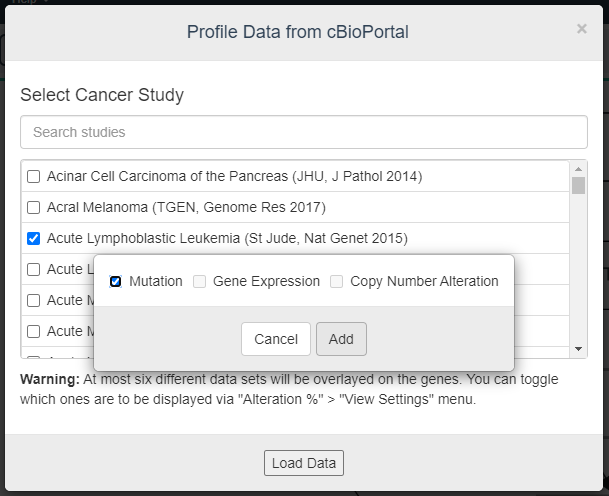 Profile Data from cBioPortal
×
Select Cancer Study
Search studies
Acinar Cell Carcinoma of the Pancreas (JHU, J Pathol 2014)
Acral Melanoma (TGEN, Genome Res 2017)
Acute Lymphoblastic Leukemia (St Jude, Nat Genet 2015)
Acute
Mutation Gene Expression Copy Number Alteration
Acute
Acute
Cancel Add
Warning: At most six different data sets will be overlayed on the genes. You can toggle
which ones are to be displayed via "Alteration %" > "View Settings" menu.
Load Data